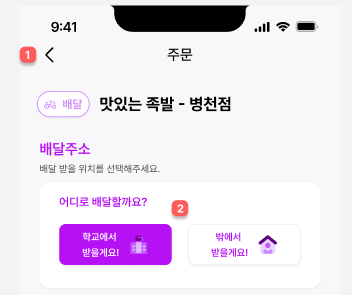 9:41
1
주문
배달
맛있는 족발 - 병천점
배달주소
배달 받을 위치를 선택해주세요.
어디로 배달할까요?
2
학교에서
받을게요!
밖에서
받을게요!